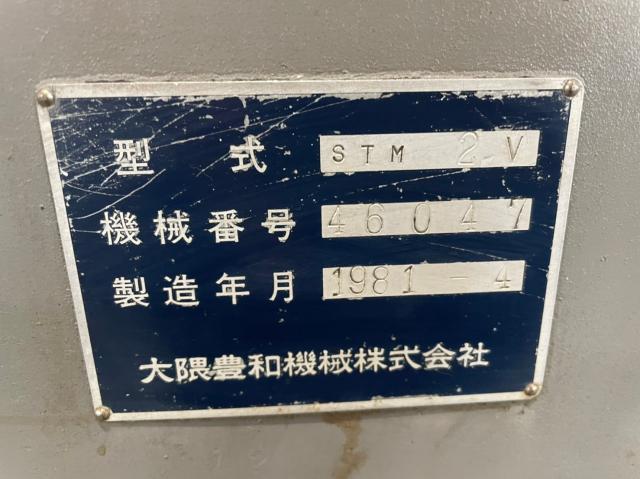 型式 STM 2V
機械番号 46047
製造年月 1981-4
大隈豊和機械株式会社